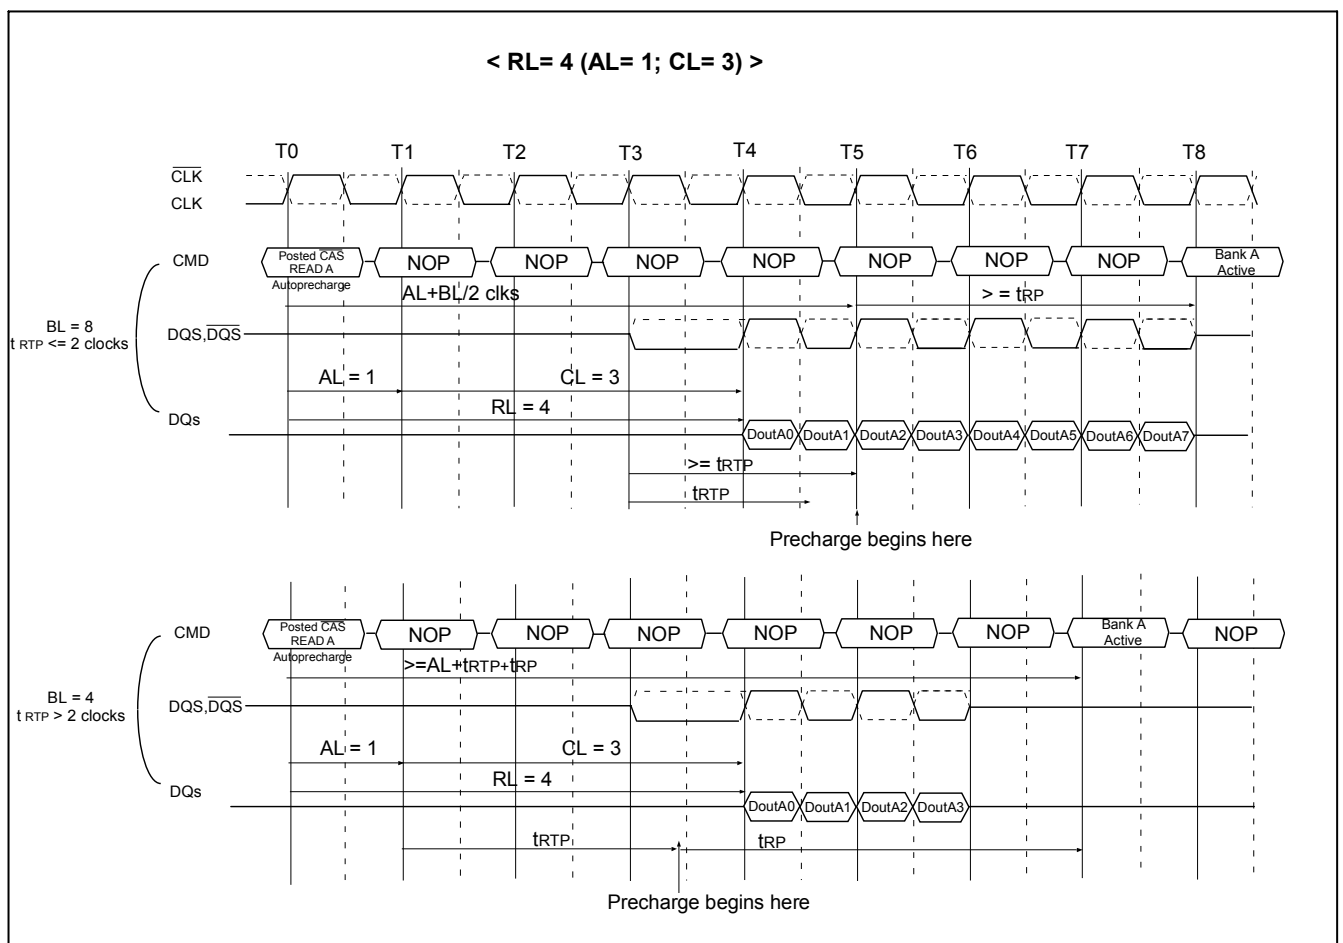 < RL= 4 (AL= 1; CL= 3) >
T0 T1 T2 T3 T4 T5 T6 T7 T8
CLK
CLK
CMD
Posted CAS
READ A
Autoprecharge
NOP NOP NOP NOP NOP NOP NOP
Bank A
Active
AL+BL/2 clks
> = tRP
BL = 8
t RTP <= 2 clocks
DQS,DQS
AL = 1
CL = 3
RL = 4
DQs
DoutA0 DoutA1 DoutA2 DoutA3 DoutA4 DoutA5 DoutA6 DoutA7
>= tRTP
tRTP
Precharge begins here
CMD
Posted CAS
READ A
Autoprecharge
NOP NOP NOP NOP NOP NOP
Bank A
Active
NOP
>=AL+tRTP+tRP
BL = 4
t RTP > 2 clocks
DQS,DQS
AL = 1
CL = 3
RL = 4
DQs
DoutA0 DoutA1 DoutA2 DoutA3
tRTP
tRP
Precharge begins here